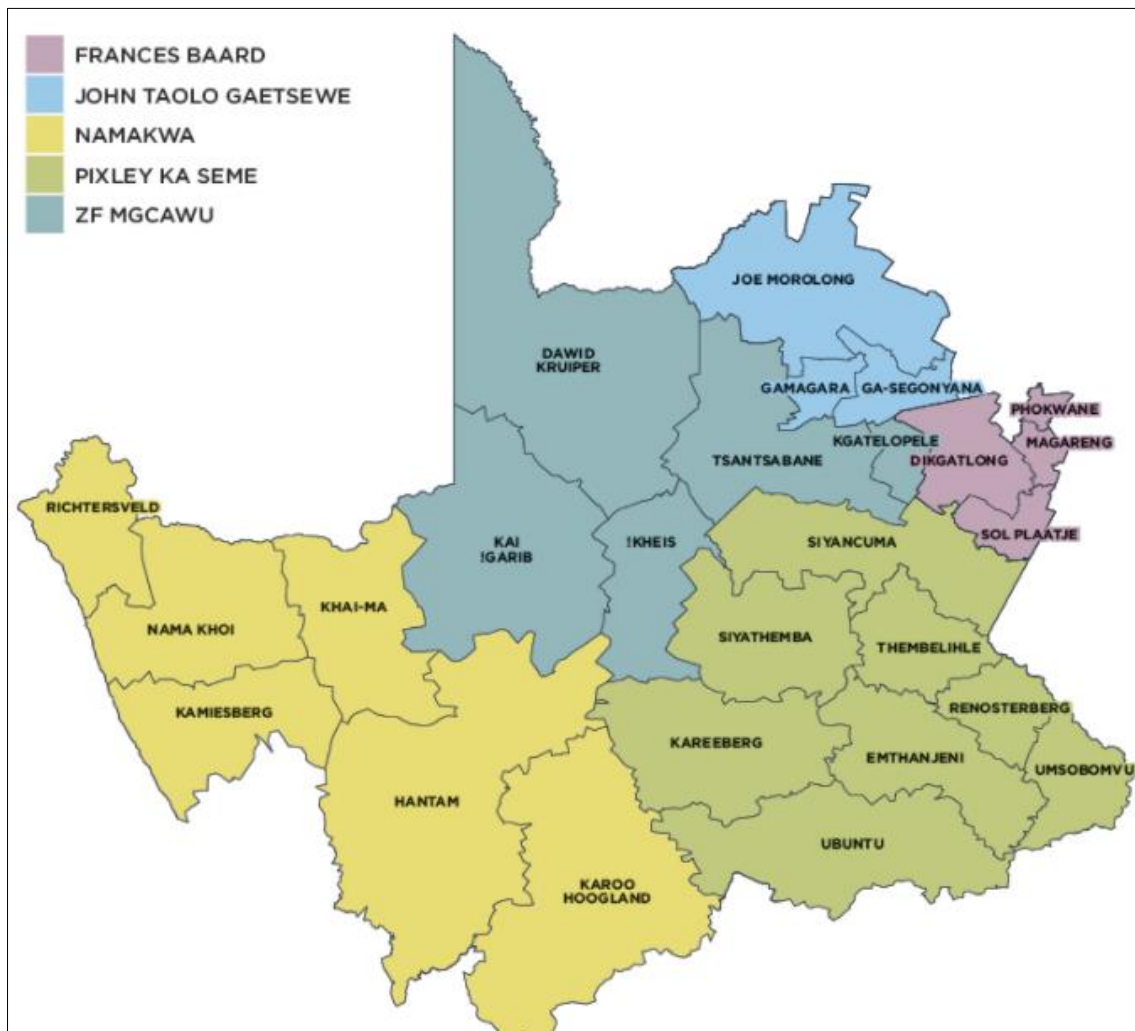 FRANCES BAARD
JOHN TAOLO GAETSEWE
NAMAKWA
PIXLEY KA SEME
ZF MGCAWU
JOE MOROLONG
DAWID
KRUIPER
GAMAGARA
GA-SEGONYANA
PHOKWANE
KGATELOPELE
MAGARENG
TSANTSABANE
DIKGATLONG
RICHTERSVELD
KAI
!GARIB
!KHEIS
SIYANCUMA
SOL PLAATJE
KHAI-MA
NAMA KHOI
SIYATHEMBA
THEMBELIHLE
KAMIESBERG
RENOSTERBERG
KAREEBERG
EMTHANJENI
UMSOBOMVU
HANTAM
UBUNTU
KAROO
HOOGLAND